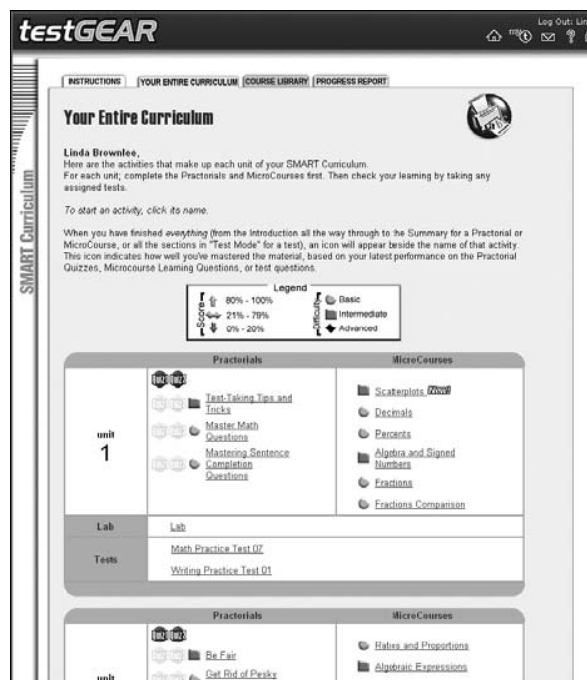 testGEAR
Log Out: Lin
INSTRUCTIONS YOUR ENTIRE CURRICULUM COURSE LIBRARY PROGRESS REPORT
Your Entire Curriculum
SMART Curriculum
Linda Brownlee,
Here are the activities that make up each unit of your SMART Curriculum.
For each unit, complete the Practorials and MicroCourses first. Then check your learning by taking any
assigned tests.
To start an activity, click its name.
When you have finished everything (from the Introduction all the way through to the Summary for a Practorial or
MicroCourse, or all the sections in "Test Mode" for a test), an icon will appear beside the name of that activity.
This icon indicates how well you've mastered the material, based on your latest performance on the Practorial
Quizzes, Microcourse Learning Questions, or test questions.
Legend
Score
80% - 100%
21% - 79%
0% - 20%
Difficulty
Basic
Intermediate
Advanced
Practorials MicroCourses
unit
1
Quiz1 Quiz2
Test-Taking Tips and
Tricks
Master Math
Questions
Mastering Sentence
Completion
Questions
Scatterplots New!
Decimals
Percents
Algebra and Signed
Numbers
Fractions
Fractions Comparison
Lab Lab
Tests
Math Practice Test 07
Writing Practice Test 01
Practorials MicroCourses
unit
Quiz1 Quiz2
Be Fair
Get Rid of Pesky
Ratios and Proportions
Algebraic Expressions